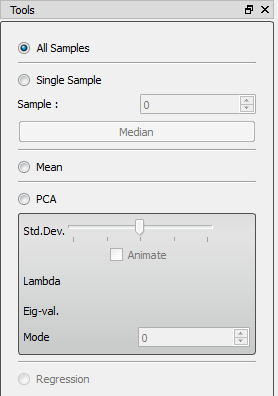 Tools
All Samples
Single Sample
Sample :
0
Median
Mean
PCA
Std.Dev.
Animate
Lambda
Eig-val.
Mode
0
Regression